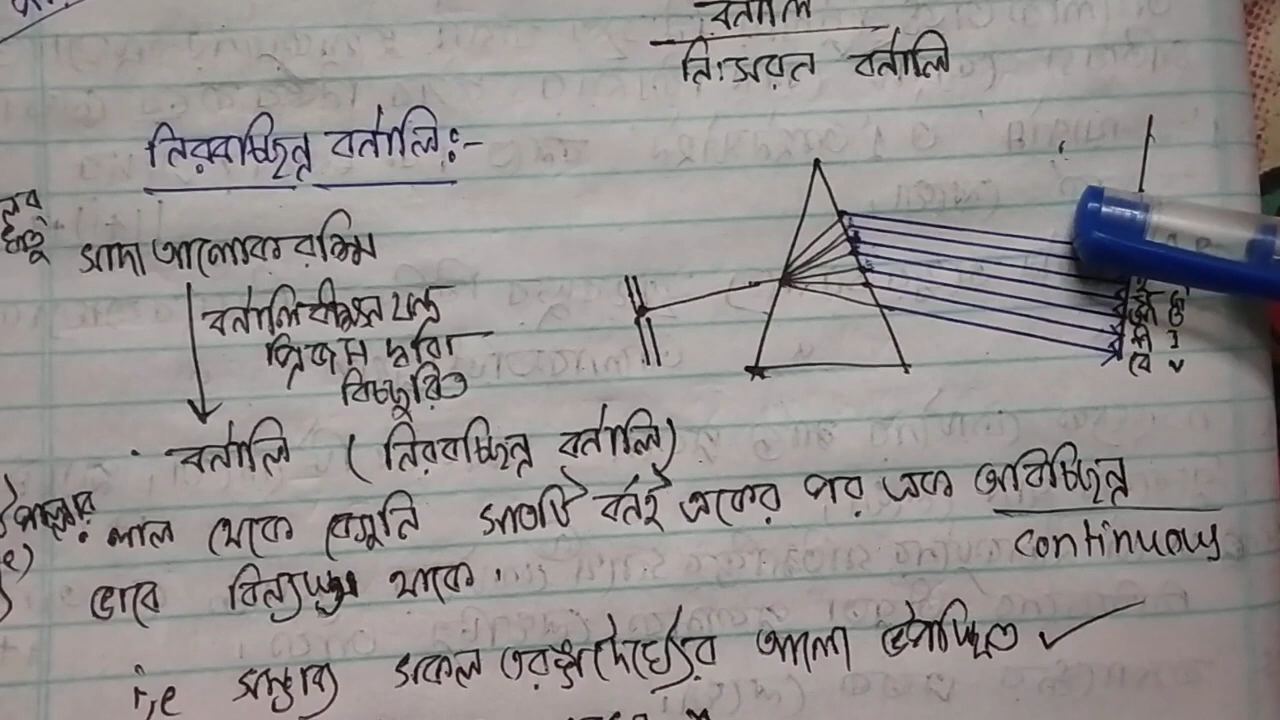 বর্ণালি
নিঃসরণ বর্ণালি
নিরবচ্ছিন্ন বর্ণালি :-
সাদা আলোক রশ্মি
বর্ণালিবীক্ষণ যন্ত্রে
প্রিজম দ্বারা
বিচ্ছুরিত
বর্ণালি ( নিরবচ্ছিন্ন বর্ণালি)
লাল থেকে বেগুনি সাতটি বর্ণই একের পর এক অবিচ্ছিন্ন
continuous
ভাবে বিন্যস্ত থাকে।
i,e সম্ভাব্য সকল তরঙ্গদৈর্ঘ্যের আলো উপস্থিত
নী I
বে V